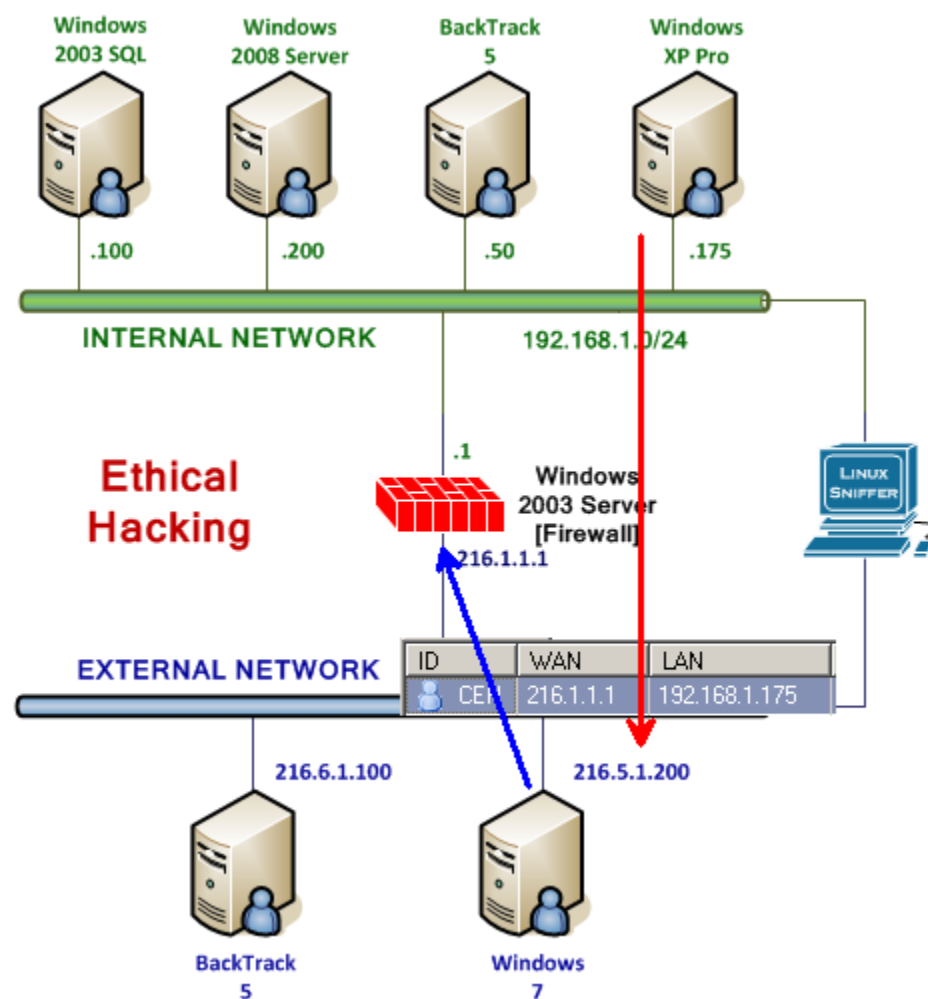 Windows
2003 SQL
Windows
2008 Server
BackTrack
5
Windows
XP Pro
.100
.200
.50
.175
INTERNAL NETWORK
192.168.1.0/24
Ethical
Hacking
.1
Windows
2003 Server
[Firewall]
216.1.1.1
LINUX
SNIFFER
EXTERNAL NETWORK
ID WAN LAN
216.1.1.1 192.168.1.175
216.6.1.100
216.5.1.200
BackTrack
5
Windows
7